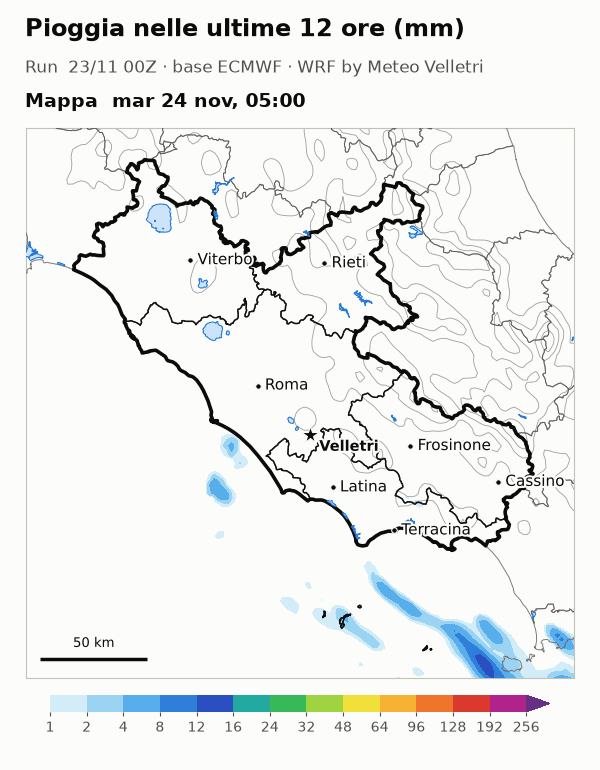 Pioggia nelle ultime 12 ore (mm)
Run 23/11 00Z · base ECMWF · WRF by Meteo Velletri
Mappa mar 24 nov, 05:00
Viterbo
Rieti
Roma
Velletri
Frosinone
Latina
Cassino
Terracina
50 km
1 2 4 8 12 16 24 32 48 64 96 128 192 256